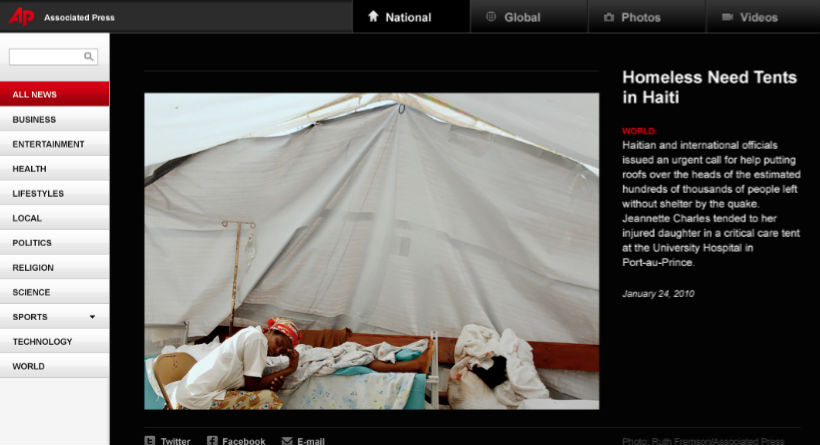 AP Associated Press
National
Global
Photos
Videos
ALL NEWS
BUSINESS
ENTERTAINMENT
HEALTH
LIFESTYLES
LOCAL
POLITICS
RELIGION
SCIENCE
SPORTS
TECHNOLOGY
WORLD
Homeless Need Tents
in Haiti
WORLD:
Haitian and international officials
issued an urgent call for help putting
roofs over the heads of the estimated
hundreds of thousands of people left
without shelter by the quake.
Jeannette Charles tended to her
injured daughter in a critical care tent
at the University Hospital in
Port-au-Prince.
January 24, 2010
Twitter
Facebook
E-mail
Photo: Ruth Fremson/Associated Press